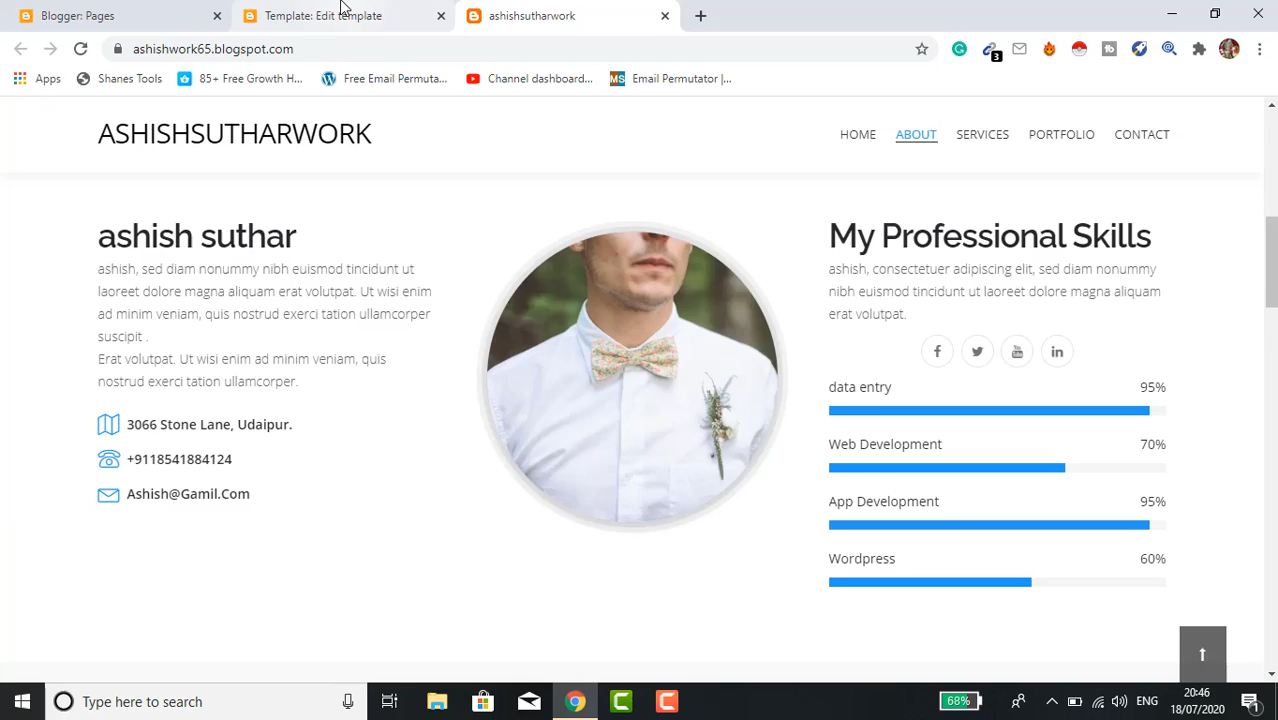 Blogger: Pages
Template: Edit template
ashishsutharwork
ashishwork65.blogspot.com
3
Apps
Shanes Tools
85+ Free Growth H...
Free Email Permuta...
Channel dashboard...
MS
Email Permutator |...
ASHISHSUTHARWORK
HOME
ABOUT
SERVICES
PORTFOLIO
CONTACT
ashish suthar
ashish, sed diam nonummy nibh euismod tincidunt ut
laoreet dolore magna aliquam erat volutpat. Ut wisi enim
ad minim veniam, quis nostrud exerci tation ullamcorper
suscipit .
Erat volutpat. Ut wisi enim ad minim veniam, quis
nostrud exerci tation ullamcorper.
3066 Stone Lane, Udaipur.
+9118541884124
Ashish@Gamil.Com
My Professional Skills
ashish, consectetuer adipiscing elit, sed diam nonummy
nibh euismod tincidunt ut laoreet dolore magna aliquam
erat volutpat.
data entry 95%
Web Development 70%
App Development 95%
Wordpress 60%
Type here to search
68%
ENG
20:46
18/07/2020
1